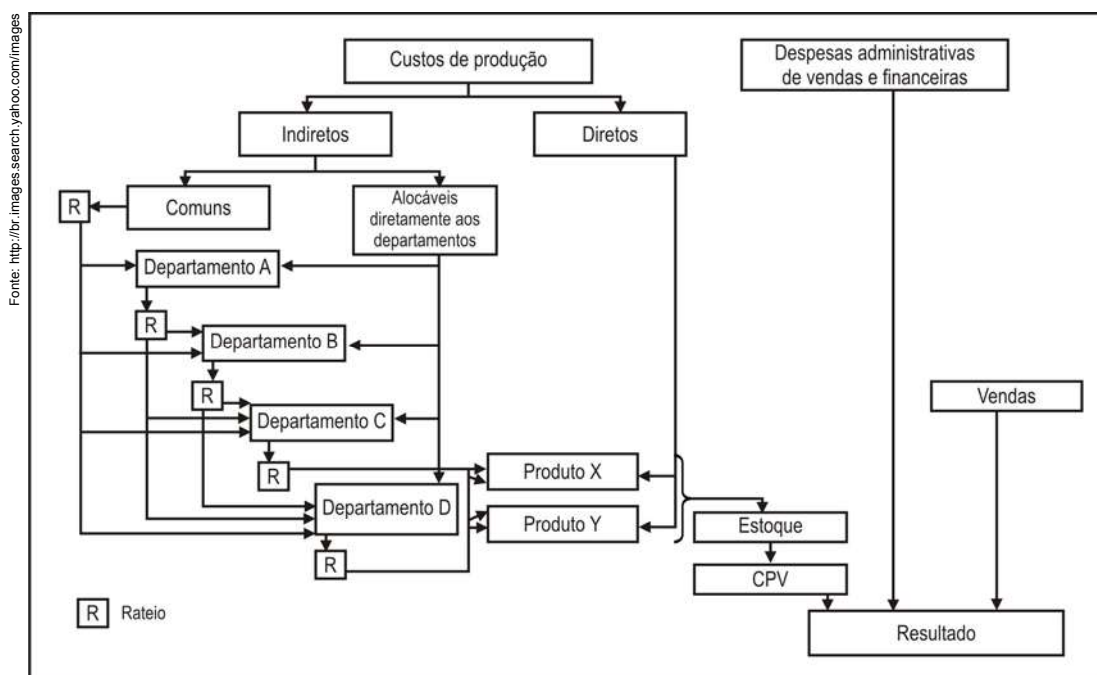 Fonte: http://br.images.search.yahoo.com/images
Custos de produção
Despesas administrativas
de vendas e financeiras
Indiretos
Diretos
R
Comuns
Alocáveis
diretamente aos
departamentos
Departamento A
R
Departamento B
R
Departamento C
Vendas
R
Produto X
Departamento D
Produto Y
Estoque
R
CPV
R Rateio
Resultado